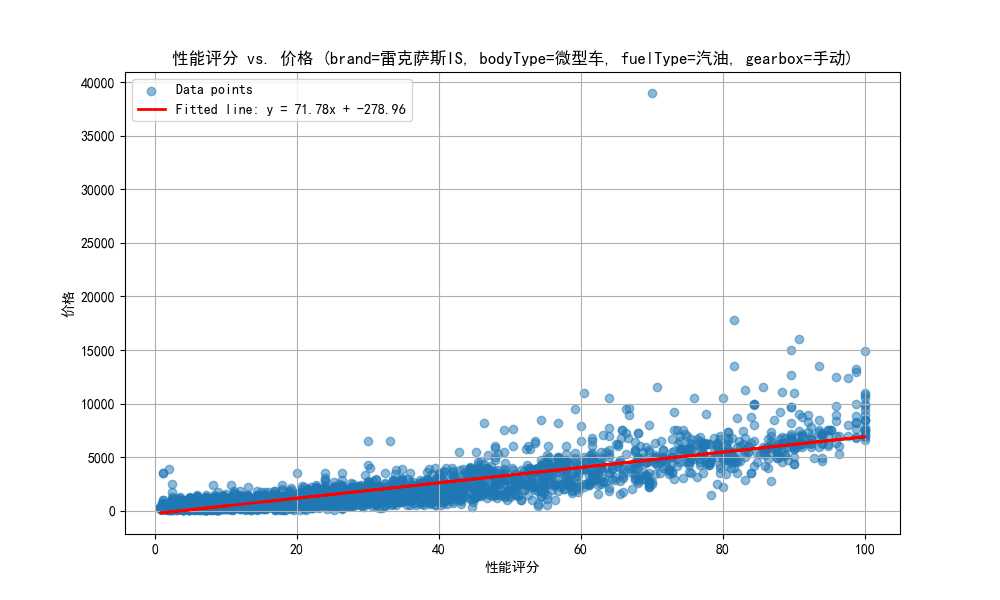 性能评分 vs. 价格 (brand=雷克萨斯IS, bodyType=微型车, fuelType=汽油, gearbox=手动)
Data points
Fitted line: y = 71.78x + -278.96
40000
35000
30000
25000
20000
15000
10000
5000
0
价格
0 20 40 60 80 100
性能评分